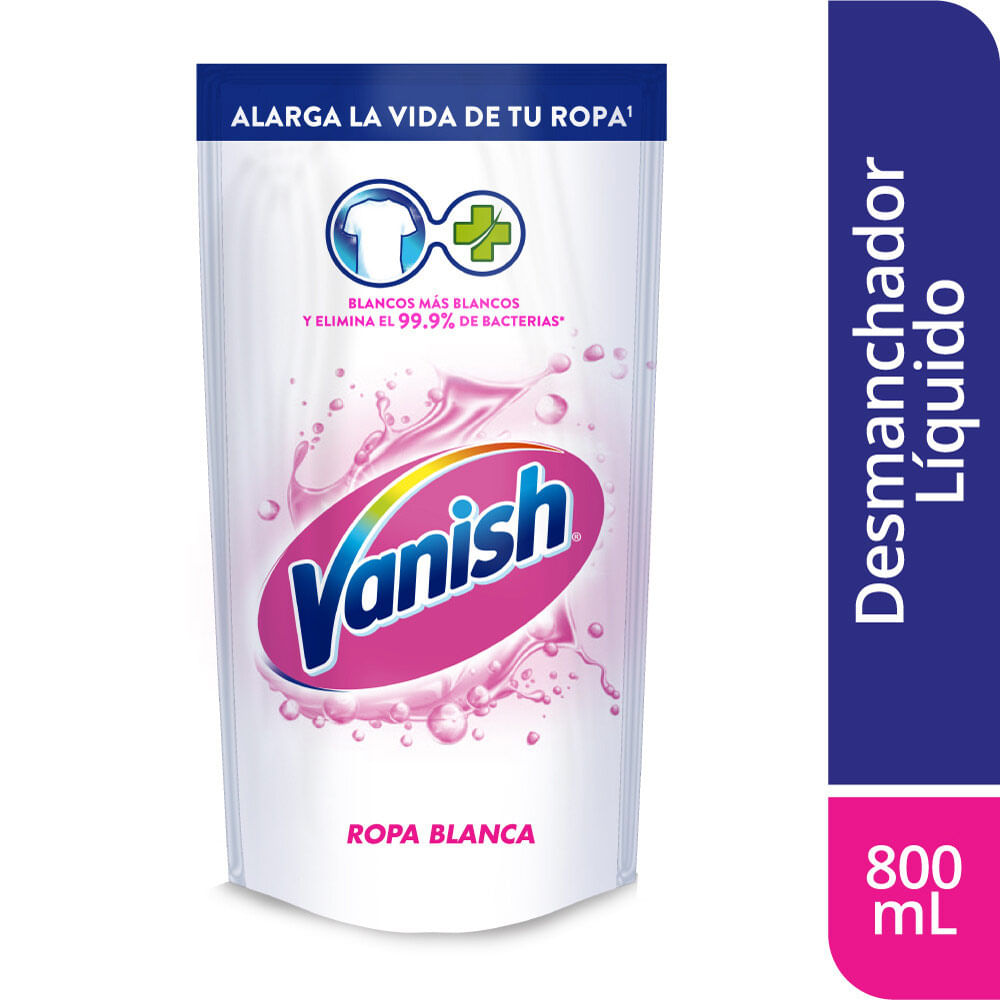 ALARGA LA VIDA DE TU ROPA¹
BLANCOS MÁS BLANCOS
Y ELIMINA EL 99.9% DE BACTERIAS*
Vanish®
ROPA BLANCA
Desmanchador
Líquido
800
mL